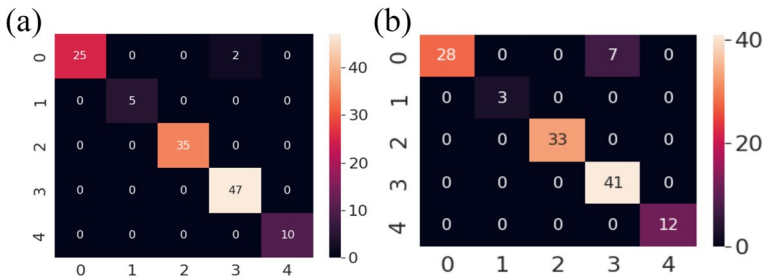 (a)
0 25 0 0 2 0
1 0 5 0 0 0
2 0 0 35 0 0
3 0 0 0 47 0
4 0 0 0 0 10
0 1 2 3 4
40
30
20
10
0
(b)
0 28 0 0 7 0
1 0 3 0 0 0
2 0 0 33 0 0
3 0 0 0 41 0
4 0 0 0 0 12
0 1 2 3 4
40
20
0